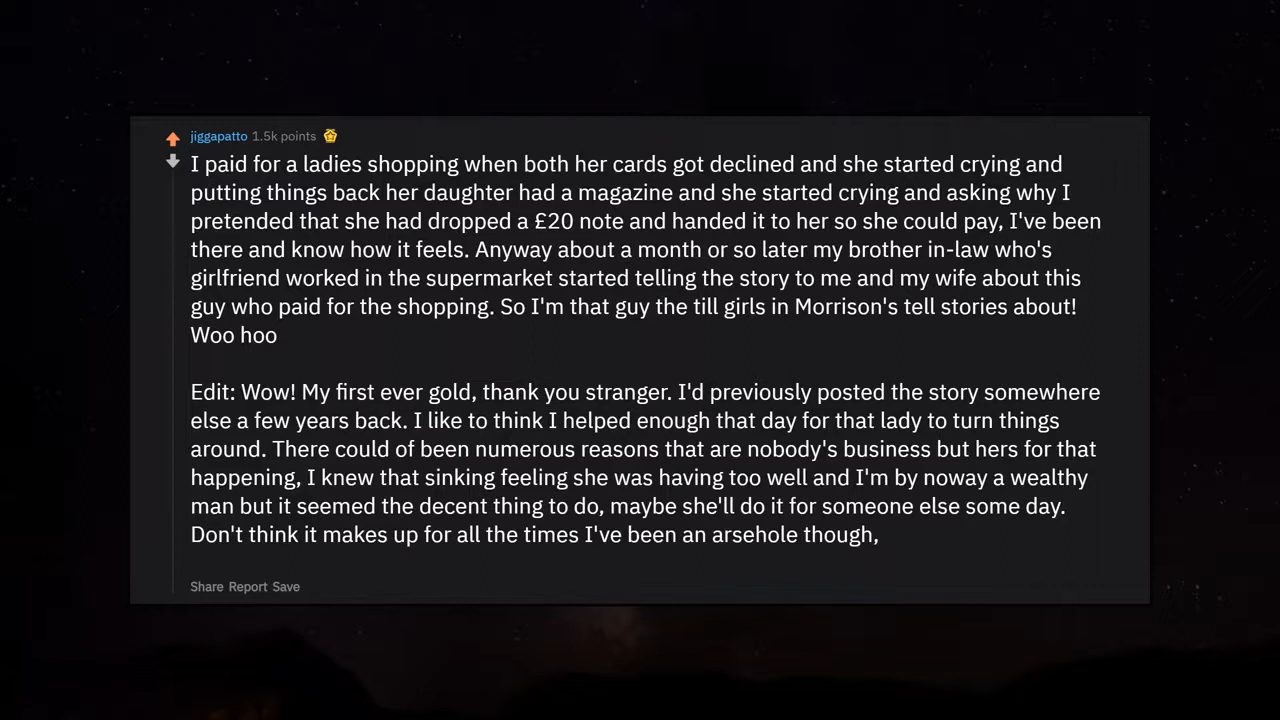 jiggapatto 1.5k points
I paid for a ladies shopping when both her cards got declined and she started crying and
putting things back her daughter had a magazine and she started crying and asking why I
pretended that she had dropped a £20 note and handed it to her so she could pay, I've been
there and know how it feels. Anyway about a month or so later my brother in-law who's
girlfriend worked in the supermarket started telling the story to me and my wife about this
guy who paid for the shopping. So I'm that guy the till girls in Morrison's tell stories about!
Woo hoo
Edit: Wow! My first ever gold, thank you stranger. I'd previously posted the story somewhere
else a few years back. I like to think I helped enough that day for that lady to turn things
around. There could of been numerous reasons that are nobody's business but hers for that
happening, I knew that sinking feeling she was having too well and I'm by noway a wealthy
man but it seemed the decent thing to do, maybe she'll do it for someone else some day.
Don't think it makes up for all the times I've been an arsehole though,
Share Report Save